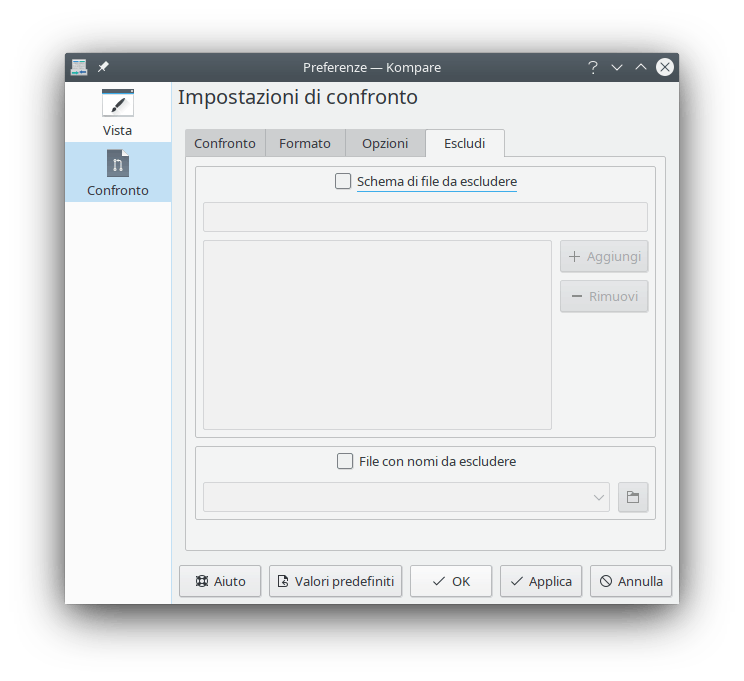 Preferenze — Kompare
Vista
Confronto
Impostazioni di confronto
Confronto
Formato
Opzioni
Escludi
Schema di file da escludere
Aggiungi
Rimuovi
File con nomi da escludere
Aiuto
Valori predefiniti
OK
Applica
Annulla